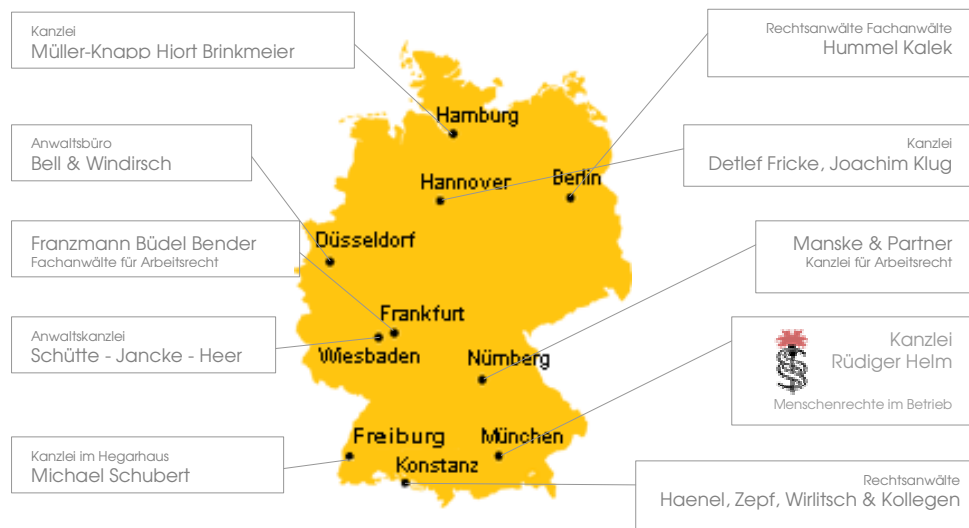 Kanzlei
Müller-Knapp Hjort Brinkmeier
Rechtsanwälte Fachanwälte
Hummel Kalek
Hamburg
Anwaltsbüro
Bell & Windirsch
Kanzlei
Detlef Fricke, Joachim Klug
Hannover
Berlin
Franzmann Büdel Bender
Fachanwälte für Arbeitsrecht
Düsseldorf
Manske & Partner
Kanzlei für Arbeitsrecht
Frankfurt
Anwaltskanzlei
Schütte - Jancke - Heer
Wiesbaden
Nürnberg
Kanzlei
Rüdiger Helm
Menschenrechte im Betrieb
Freiburg
München
Kanzlei im Hegarhaus
Michael Schubert
Konstanz
Rechtsanwälte
Haenel, Zepf, Wirlitsch & Kollegen